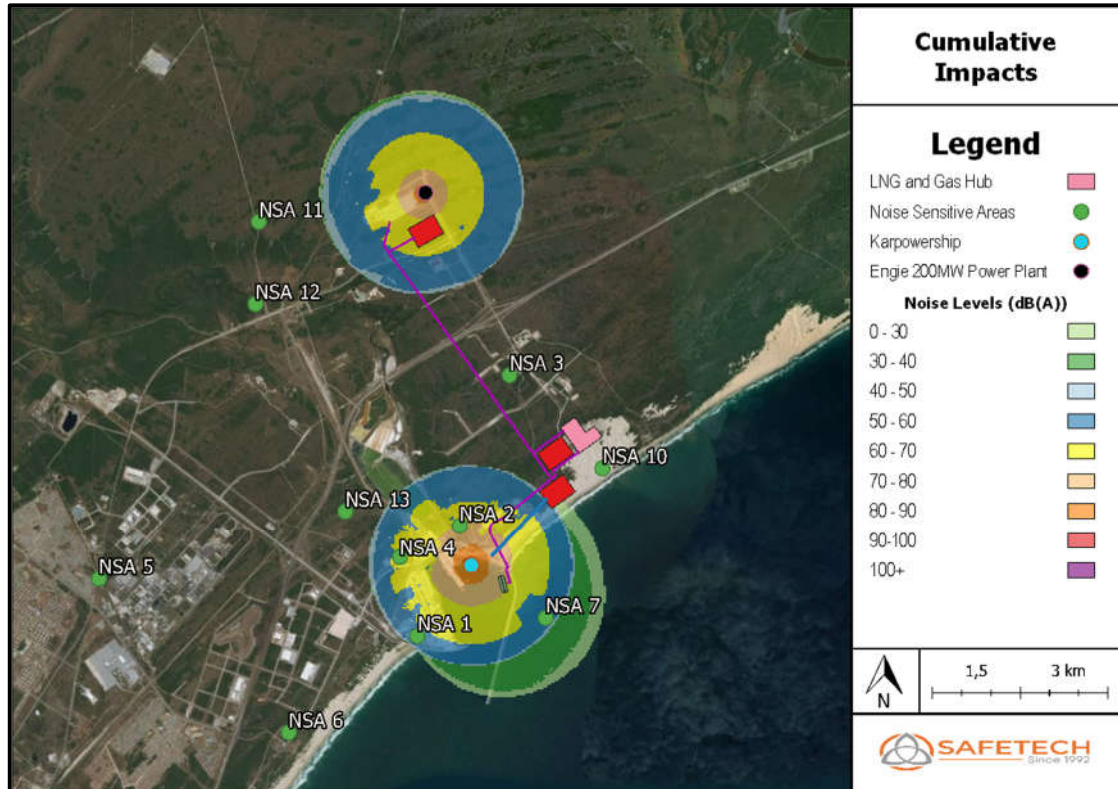 Cumulative
Impacts
Legend
LNG and Gas Hub
Noise Sensitive Areas
Karpowership
Engie 200MW Power Plant
Noise Levels (dB(A))
0 - 30
30 - 40
40 - 50
50 - 60
60 - 70
70 - 80
80 - 90
90-100
100+
N
1,5 3 km
SAFETECH
Since 1992
NSA 11
NSA 12
NSA 3
NSA 10
NSA 13
NSA 2
NSA 4
NSA 5
NSA 7
NSA 1
NSA 6